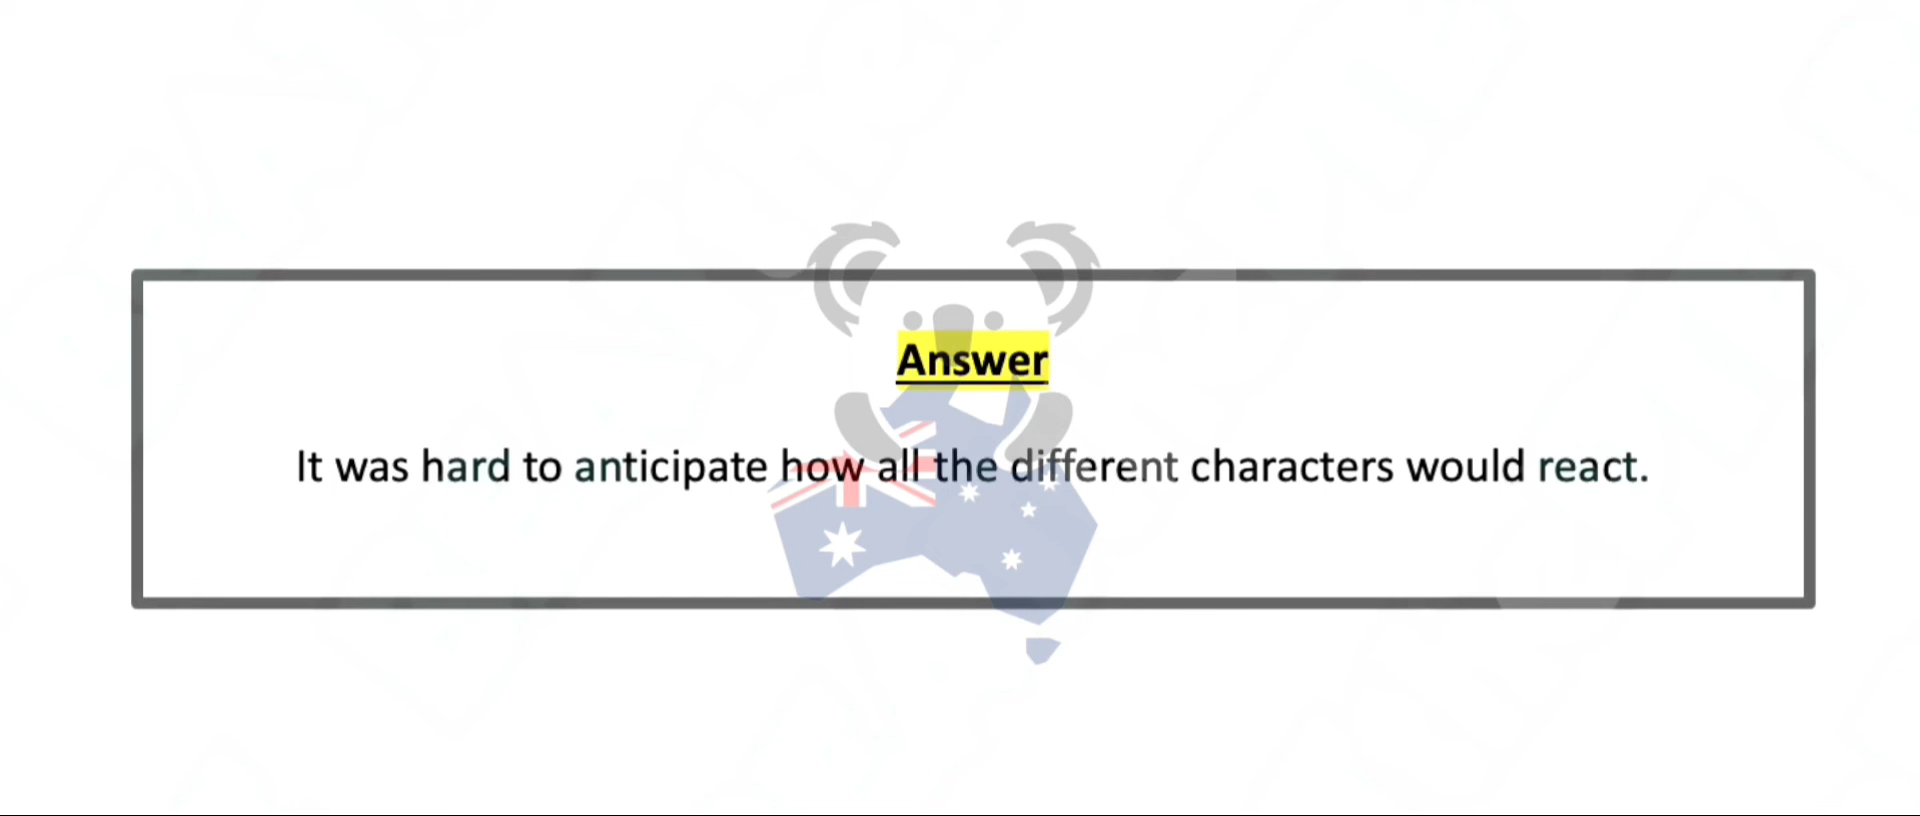 Answer
It was hard to anticipate how all the different characters would react.